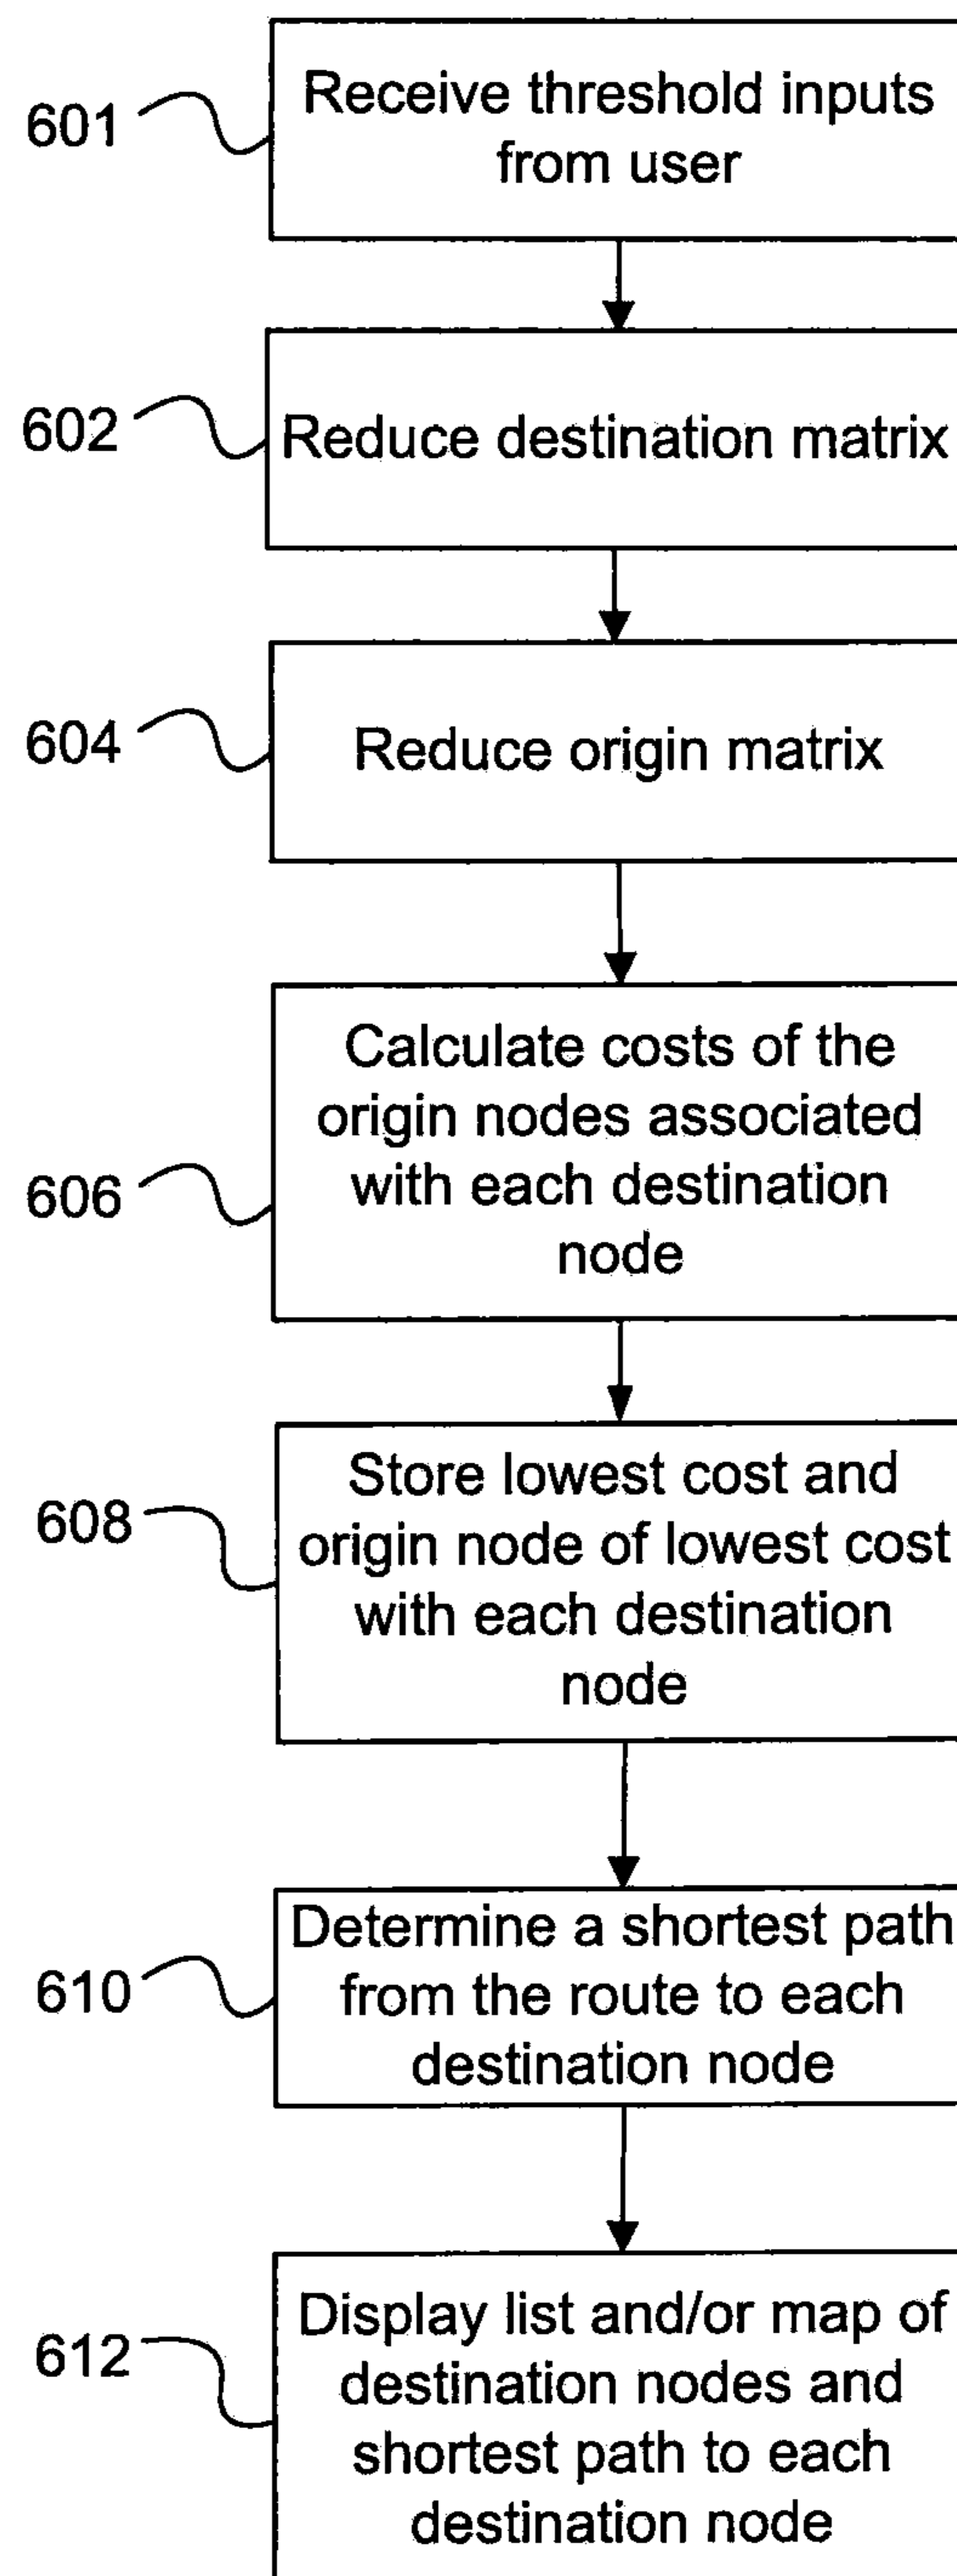 601
Receive threshold inputs
from user
602
Reduce destination matrix
604
Reduce origin matrix
606
Calculate costs of the
origin nodes associated
with each destination
node
608
Store lowest cost and
origin node of lowest cost
with each destination
node
610
Determine a shortest path
from the route to each
destination node
612
Display list and/or map of
destination nodes and
shortest path to each
destination node